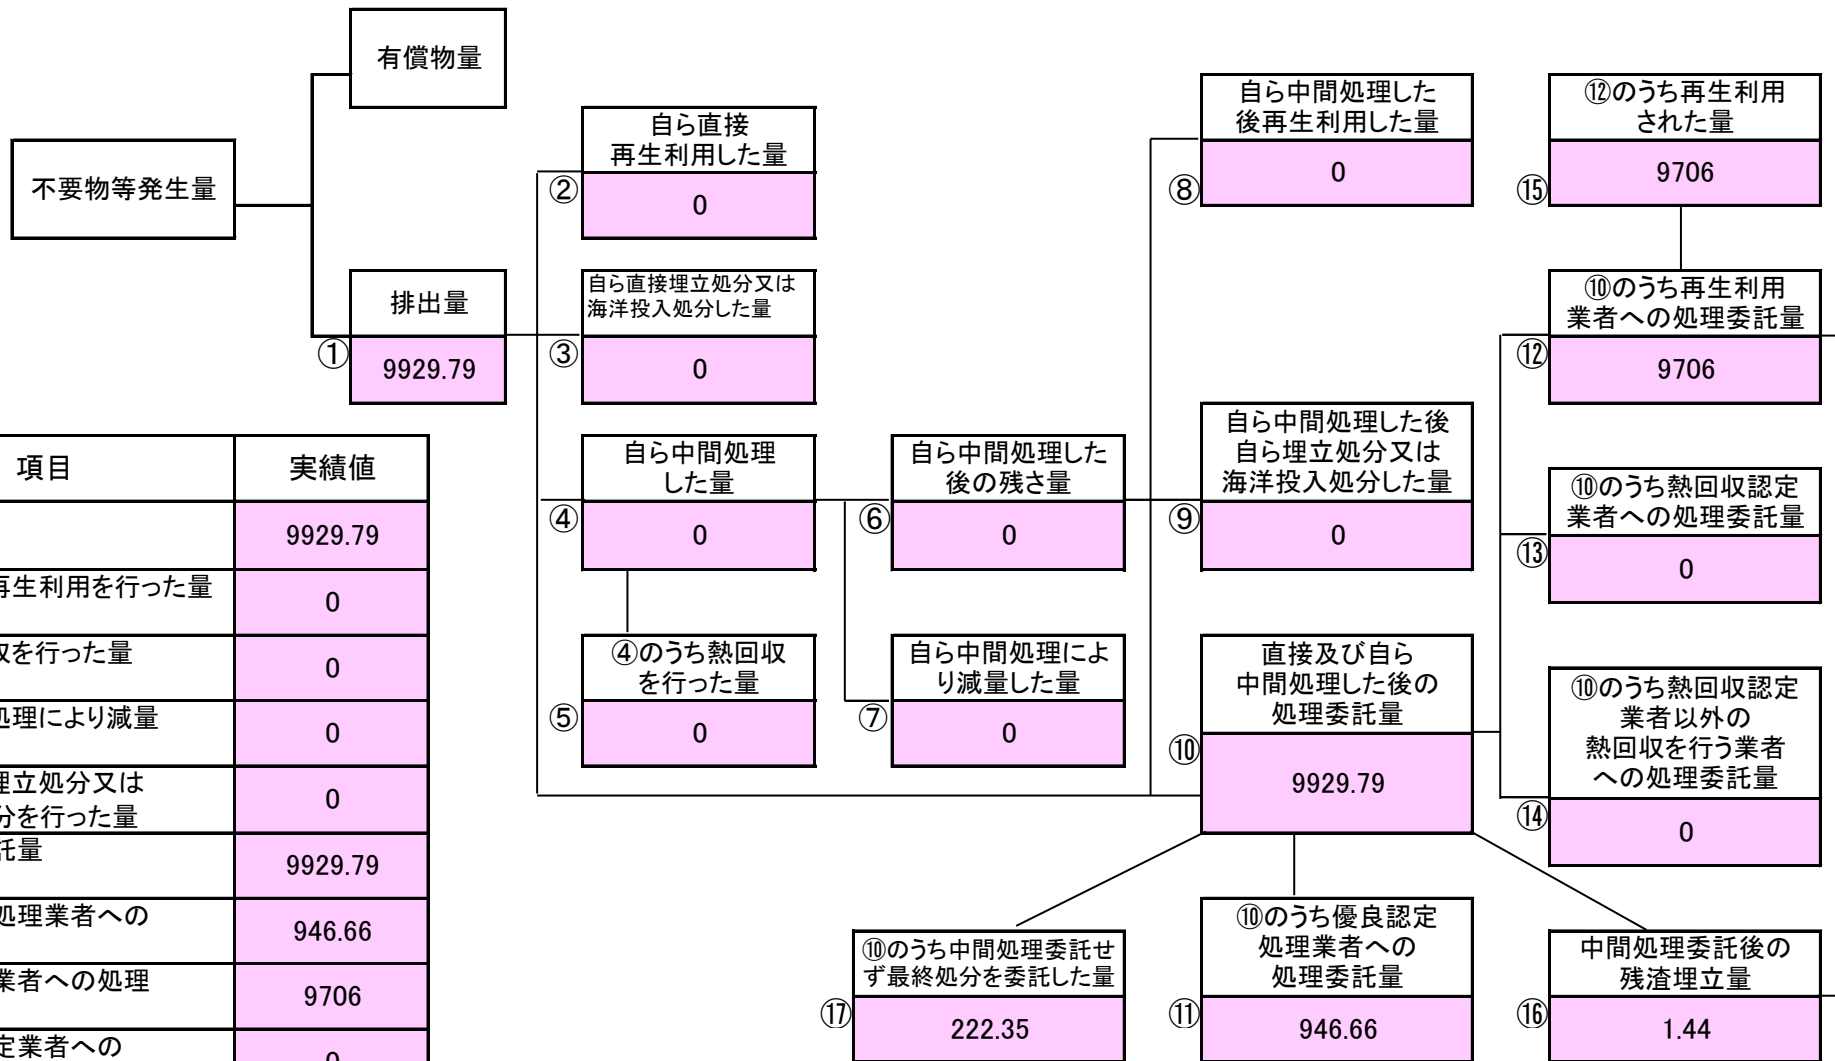 有償物量
不要物等発生量
排出量
①
9929.79
自ら直接
再生利用した量
②
0
自ら直接埋立処分又は
海洋投入処分した量
③
0
自ら中間処理
した量
④
0
④のうち熱回収
を行った量
⑤
0
自ら中間処理した
後の残さ量
⑥
0
自ら中間処理によ
り減量した量
⑦
0
自ら中間処理した
後再生利用した量
⑧
0
自ら中間処理した後
自ら埋立処分又は
海洋投入処分した量
⑨
0
直接及び自ら
中間処理した後の
処理委託量
⑩
9929.79
⑫のうち再生利用
された量
⑮
9706
⑩のうち再生利用
業者への処理委託量
⑫
9706
⑩のうち熱回収認定
業者への処理委託量
⑬
0
⑩のうち熱回収認定
業者以外の
熱回収を行う業者
への処理委託量
⑭
0
⑩のうち中間処理委託せ
ず最終処分を委託した量
⑰
222.35
⑩のうち優良認定
処理業者への
処理委託量
⑪
946.66
中間処理委託後の
残渣埋立量
⑯
1.44
項目 実績値
9929.79
再生利用を行った量 0
を行った量 0
処理により減量 0
埋立処分又は
分を行った量 0
託量 9929.79
処理業者への 946.66
業者への処理 9706
定業者への 0